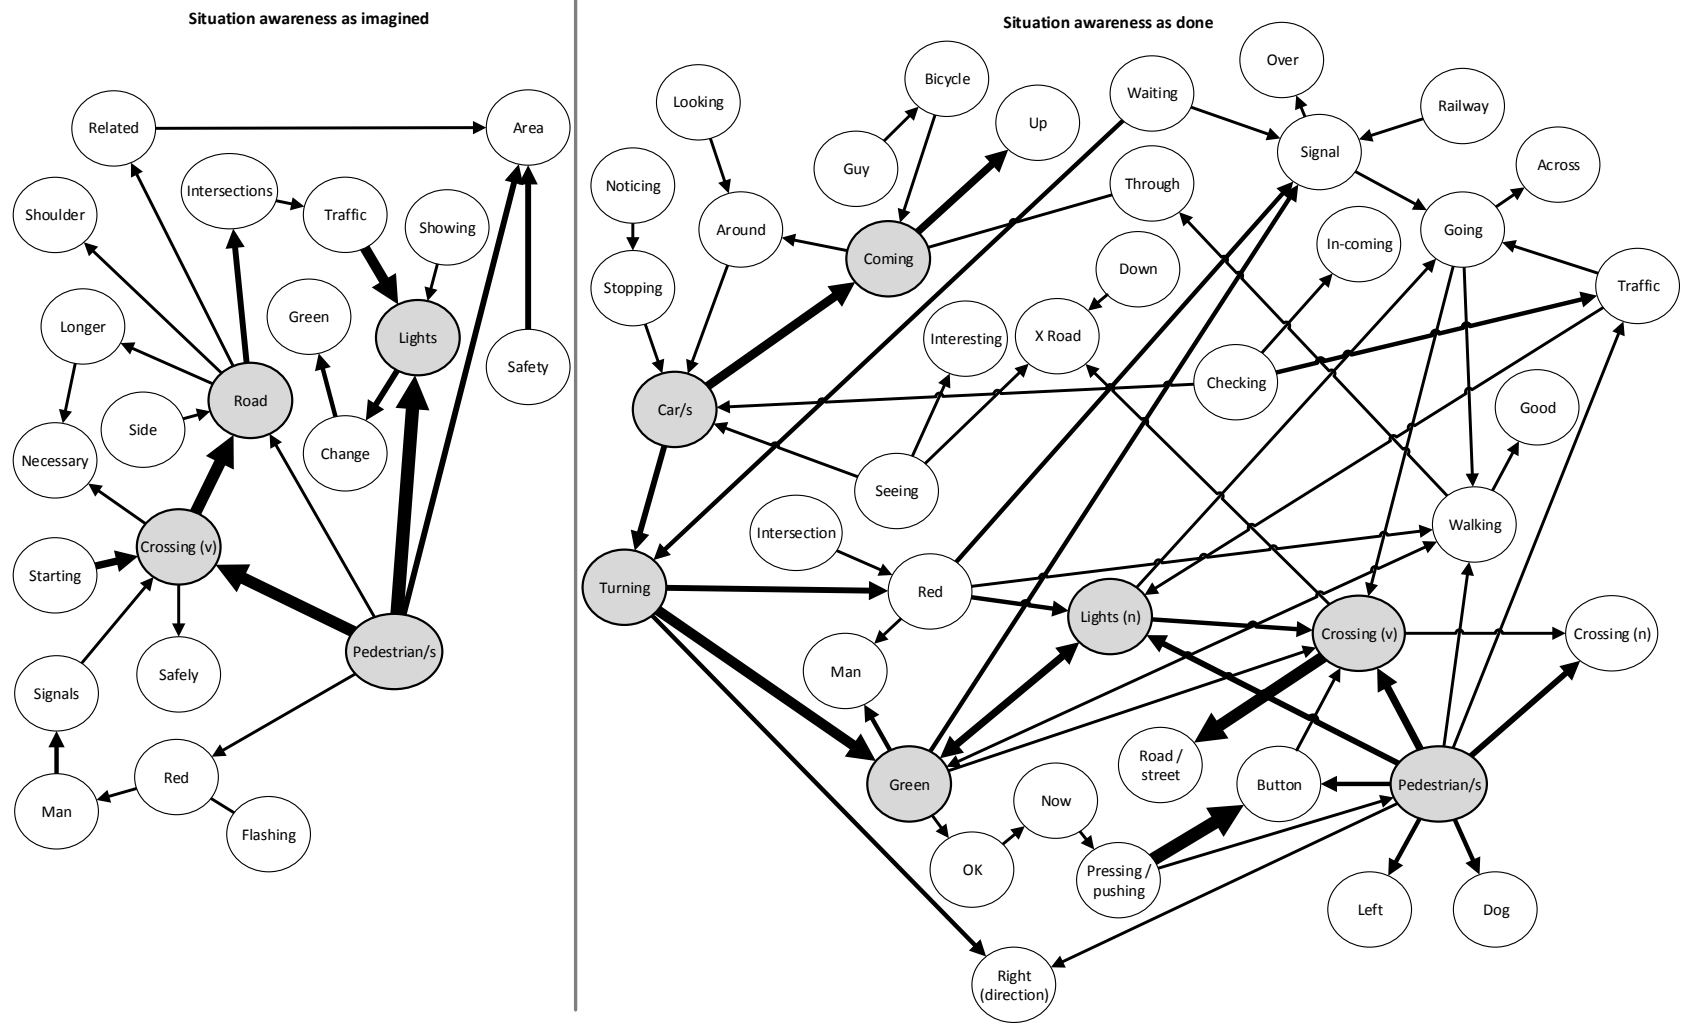 Situation awareness as imagined
Related
Area
Intersections
Shoulder
Traffic
Showing
Green
Longer
Lights
Safety
Road
Side
Change
Necessary
Crossing (v)
Starting
Pedestrian/s
Safely
Signals
Red
Man
Flashing
Situation awareness as done
Over
Bicycle
Waiting
Looking
Railway
Up
Guy
Signal
Across
Noticing
Through
Around
Going
In-coming
Coming
Down
Stopping
Traffic
Interesting
X Road
Checking
Car/s
Good
Seeing
Walking
Intersection
Turning
Red
Lights (n)
Crossing (v)
Crossing (n)
Man
Road /
street
Green
Button
Pedestrian/s
Now
OK
Pressing /
pushing
Left
Dog
Right
(direction)